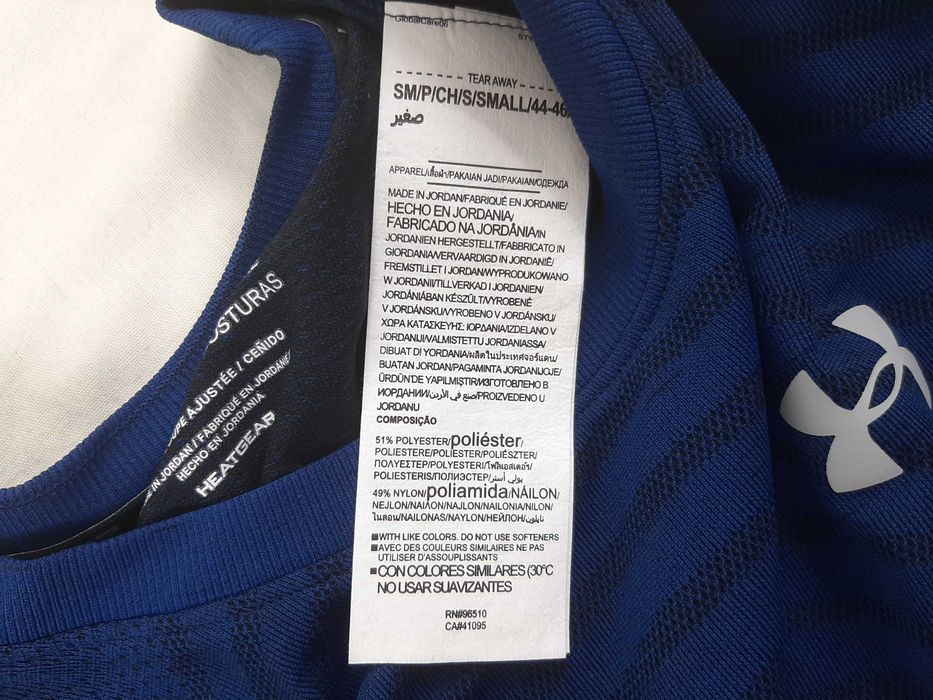 GlobalCare06
TEAR AWAY
SM/P/CH/S/SMALL/44-46
صغير
APPAREL/เสื้อผ้า/PAKAIAN JADI/PAKAIAN/ОДЕЖДА
MADE IN JORDAN/FABRIQUÉ EN JORDANIE/
HECHO EN JORDANIA/
FABRICADO NA JORDÂNIA/IN
JORDANIEN HERGESTELLT/FABBRICATO IN
GIORDANIA/VERVAARDIGD IN JORDANIË/
FREMSTILLET I JORDAN/WYPRODUKOWANO
W JORDANII/TILLVERKAD I JORDANIEN/
JORDÁNIÁBAN KÉSZÜLT/VYROBENÉ
V JORDÁNSKU/VYROBENO V JORDÁNSKU/
ΧΩΡΑ ΚΑΤΑΣΚΕΥΗΣ: ΙΟΡΔΑΝΙΑ/IZDELANO V
JORDANIJI/VALMISTETTU JORDANIASSA/
DIBUAT DI YORDANIA/ผลิตในประเทศจอร์แดน/
BUATAN JORDAN/PAGAMINTA JORDANIJOJE/
ÜRDÜN'DE YAPILMIŞTIR/ИЗГОТОВЛЕНО В
ИОРДАНИИ/صنع في الأردن/PROIZVEDENO U
JORDANU
COMPOSIÇÃO
51% POLYESTER/poliéster/
POLIESTERE/POLIESTER/POLIÉSZTER/
ΠΟΛΥΕΣΤΕΡ/POLYESTERI/โพลีเอสเตอร์/
POLIESTERIS/ПОЛИЭСТЕР/بولي أستر/
49% NYLON/poliamida/NÁILON/
NEJLON/ΝΑΪΛΟΝ/NAJLON/NAILONIA/NILON/
ไนลอน/NAILONAS/NAYLON/НЕЙЛОН/نايلون
WITH LIKE COLORS. DO NOT USE SOFTENERS
AVEC DES COULEURS SIMILAIRES NE PAS
UTILIZER D'ASSOUPLISSANTS
CON COLORES SIMILARES (30°C
NO USAR SUAVIZANTES
RN#96510
CA#41095
OSTURAS
UPE AJUSTÉE / CEÑIDO
IN JORDAN / FABRIQUÉ EN JORDANIE/
HECHO EN JORDANIA
HEATGEAR